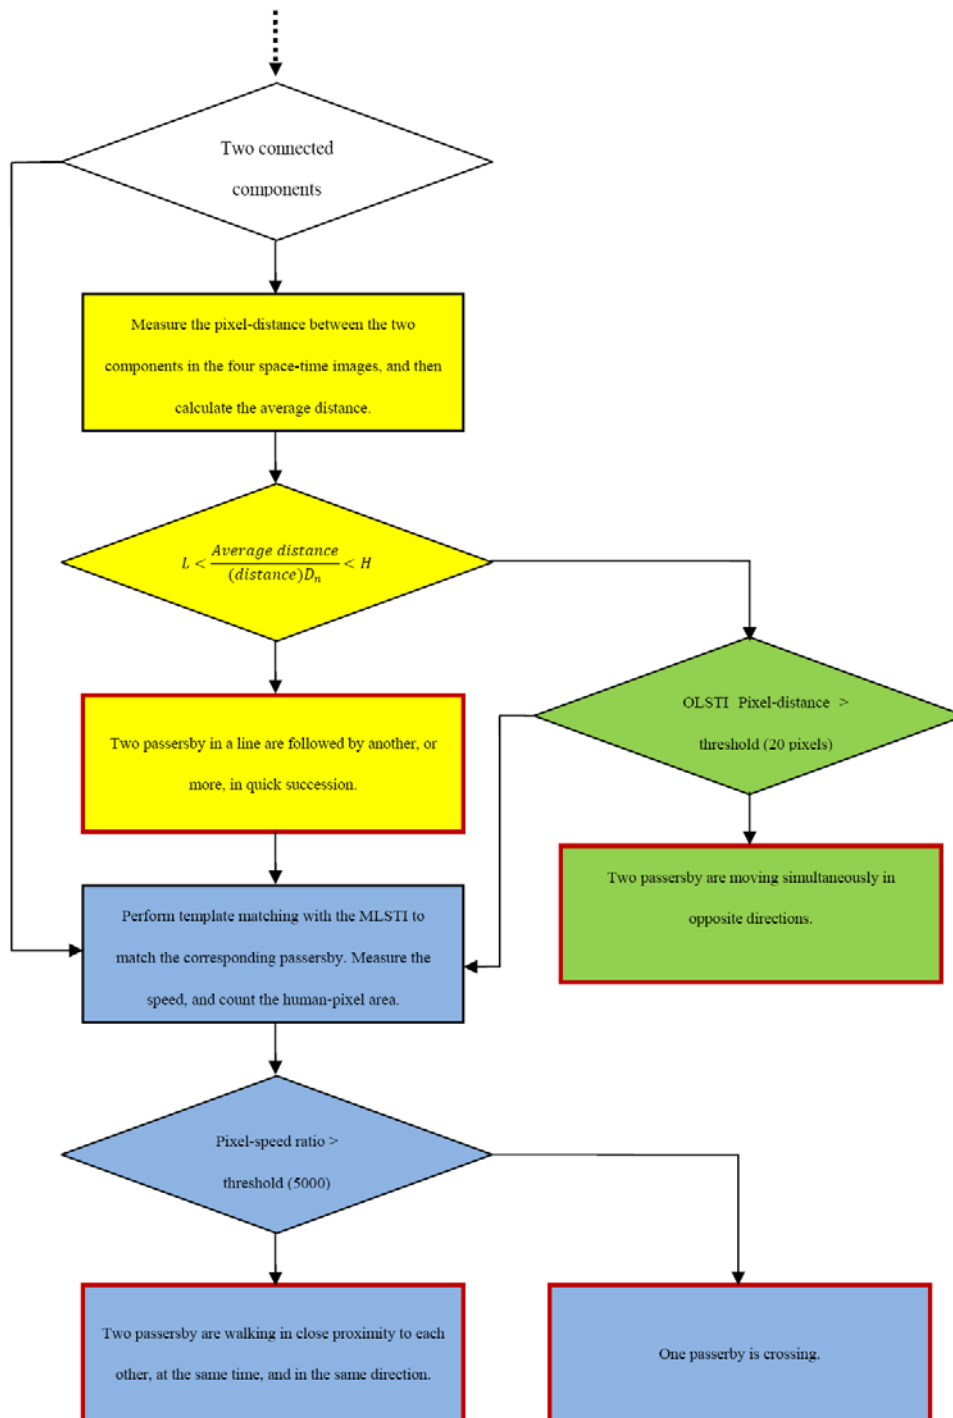 Two connected
components
Measure the pixel-distance between the two
components in the four space-time images, and then
calculate the average distance.
L < Average distance / (distance)Dₙ < H
OLSTI Pixel-distance >
threshold (20 pixels)
Two passersby in a line are followed by another, or
more, in quick succession.
Two passersby are moving simultaneously in
opposite directions.
Perform template matching with the MLSTI to
match the corresponding passersby. Measure the
speed, and count the human-pixel area.
Pixel-speed ratio >
threshold (5000)
Two passersby are walking in close proximity to each
other, at the same time, and in the same direction.
One passerby is crossing.